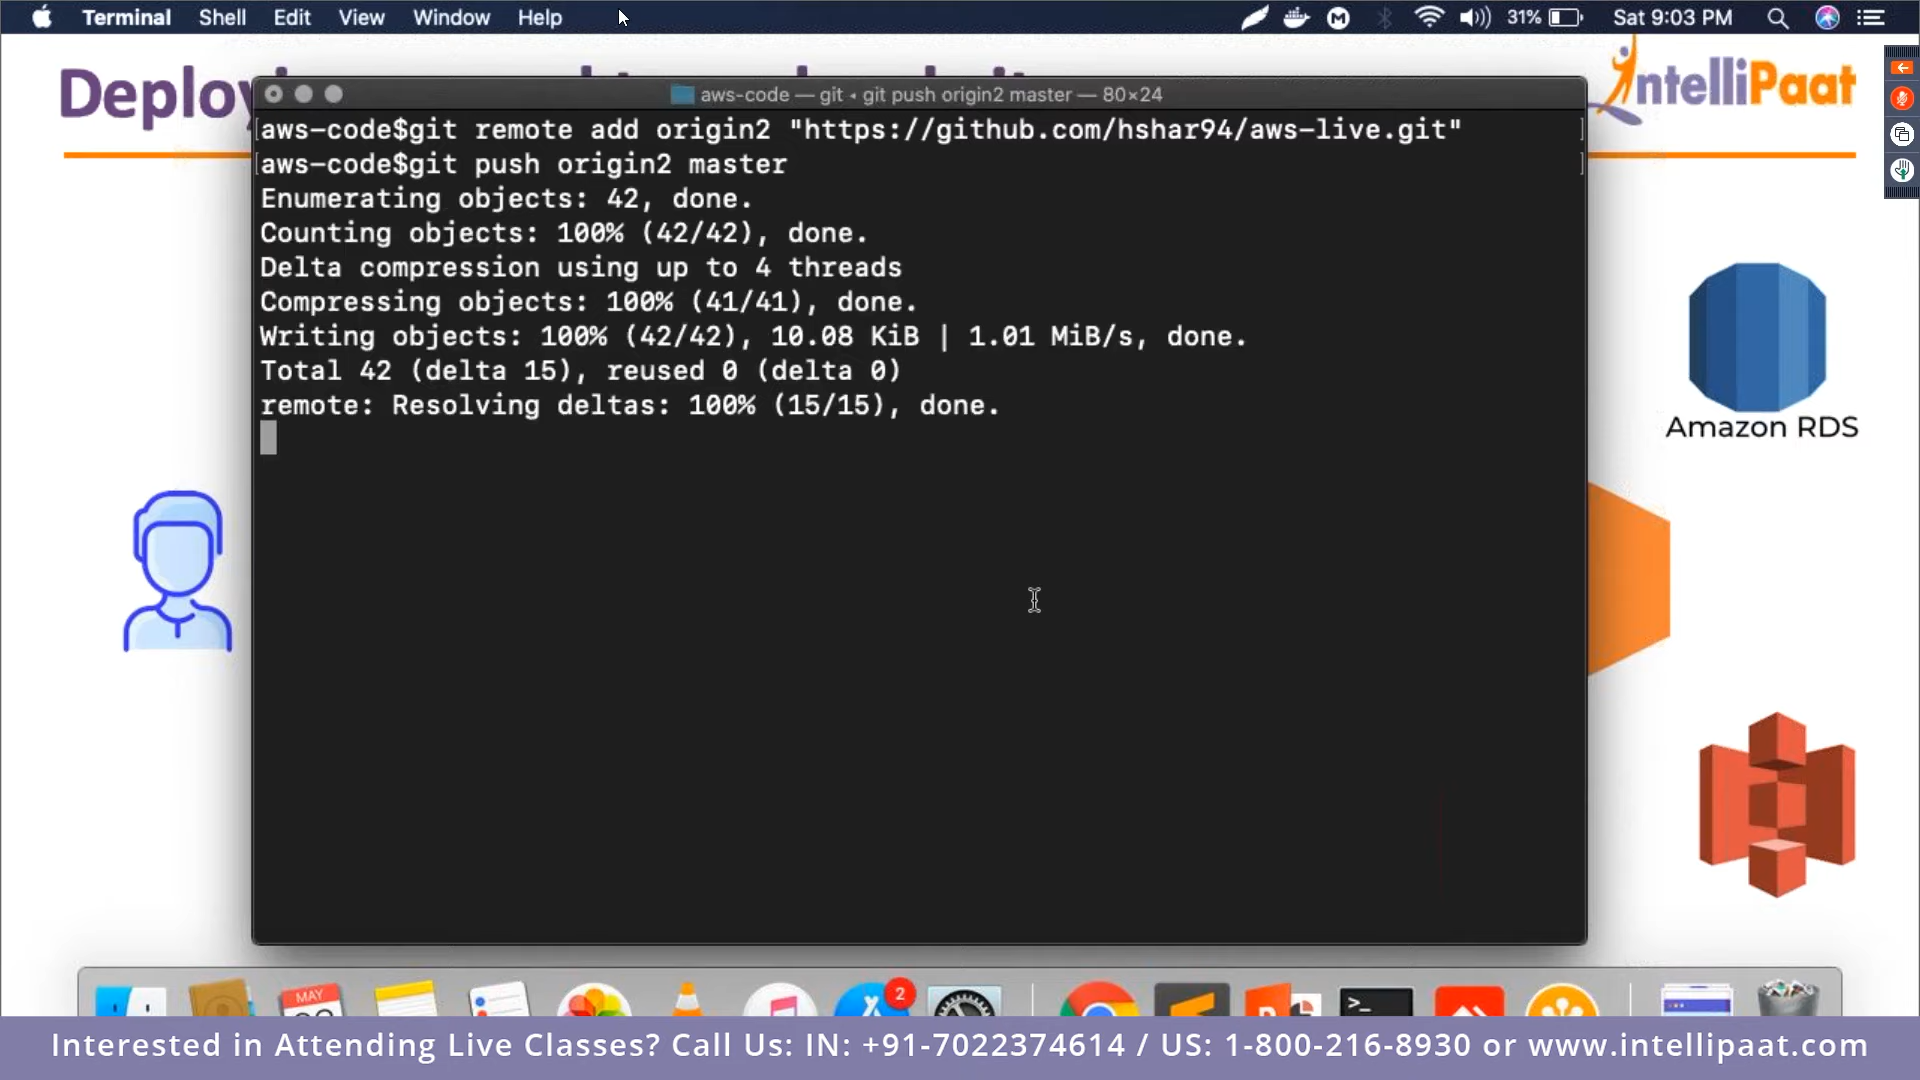 Terminal Shell Edit View Window Help
31% Sat 9:03 PM
Deploy
IntelliPaat
aws-code — git ◂ git push origin2 master — 80×24
aws-code$git remote add origin2 "https://github.com/hshar94/aws-live.git"
aws-code$git push origin2 master
Enumerating objects: 42, done.
Counting objects: 100% (42/42), done.
Delta compression using up to 4 threads
Compressing objects: 100% (41/41), done.
Writing objects: 100% (42/42), 10.08 KiB | 1.01 MiB/s, done.
Total 42 (delta 15), reused 0 (delta 0)
remote: Resolving deltas: 100% (15/15), done.
Amazon RDS
MAY
2
>_
Interested in Attending Live Classes? Call Us: IN: +91-7022374614 / US: 1-800-216-8930 or www.intellipaat.com